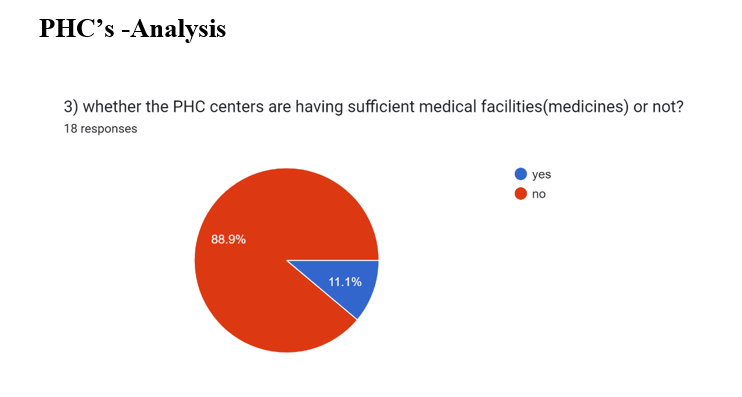 PHC’s -Analysis
3) whether the PHC centers are having sufficient medical facilities(medicines) or not?
18 responses
yes
no
88.9%
11.1%